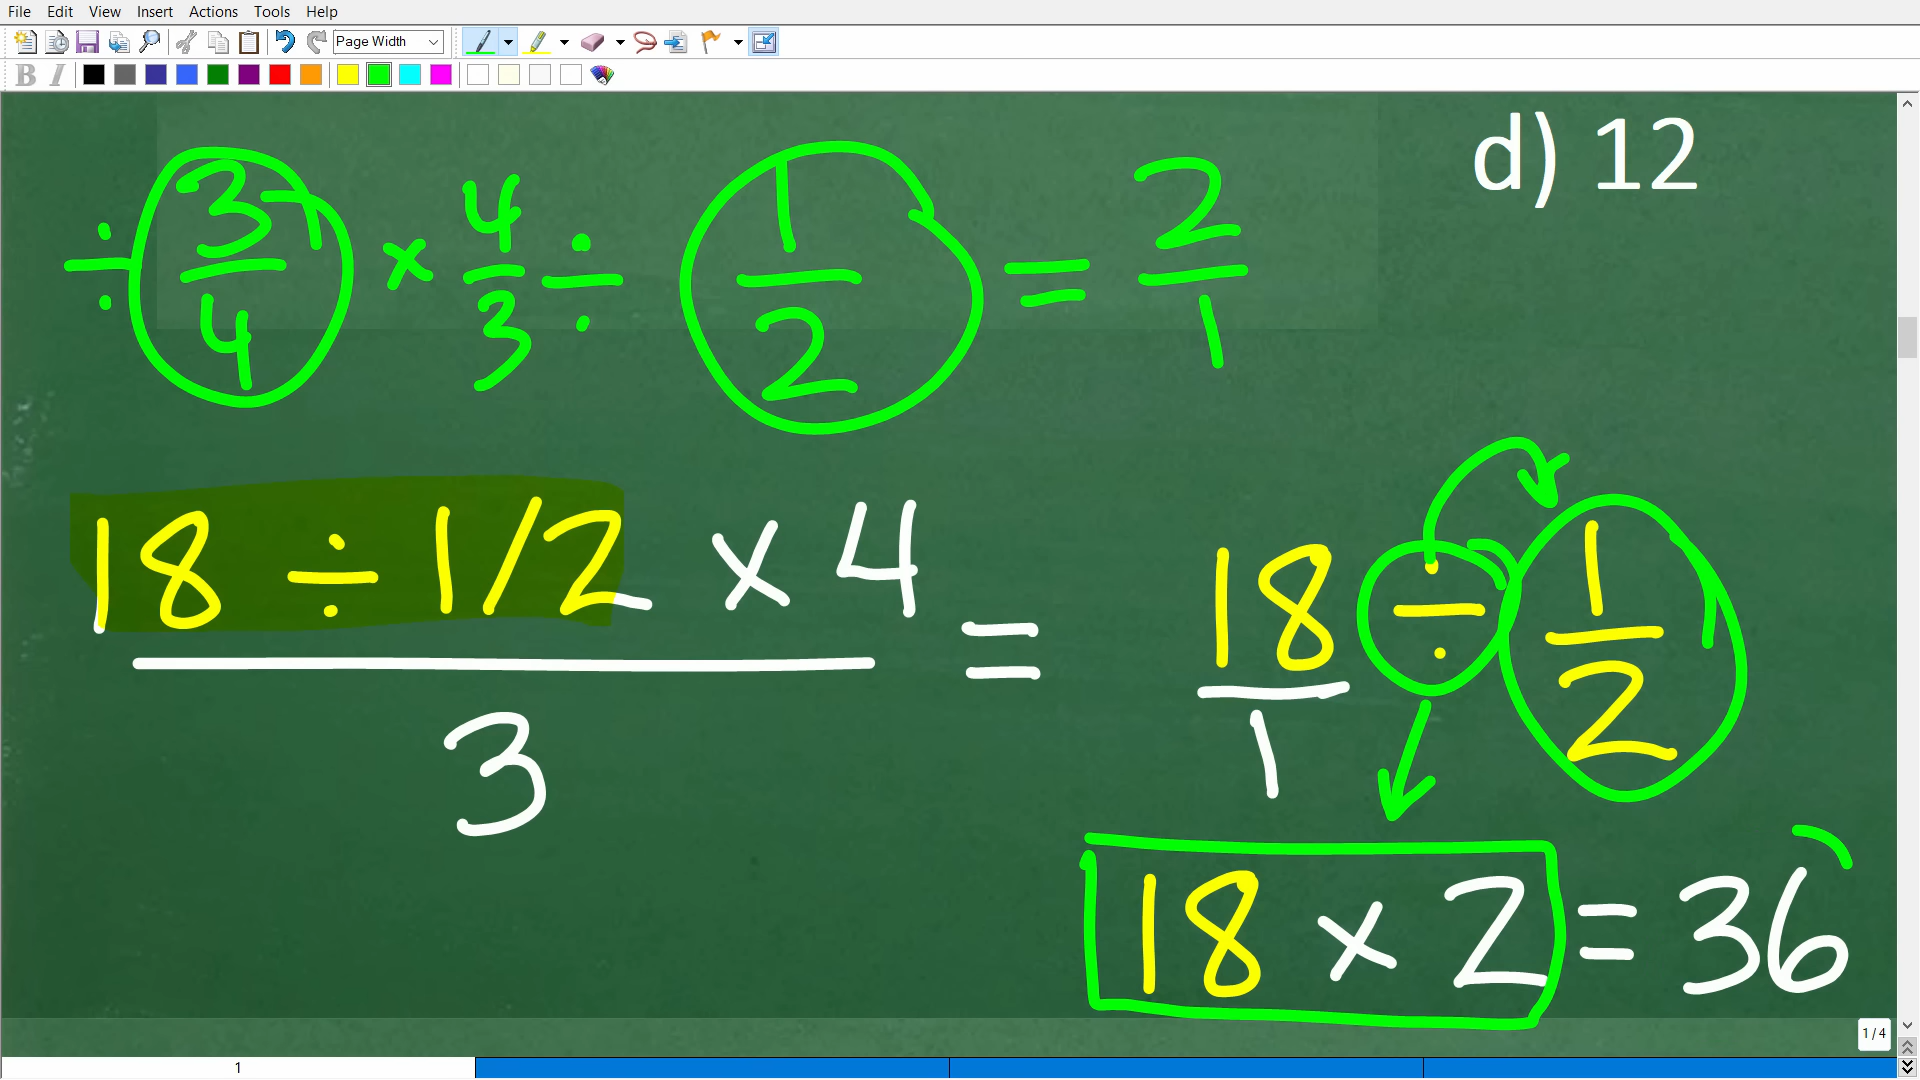 File Edit View Insert Actions Tools Help
Page Width
B I
d) 12
÷ 3/4 × 4/3 ÷ 1/2 = 2/1
18 ÷ 1/2 × 4
3
=
18/1 ÷ 1/2
18 × 2 = 36
1 / 4
1